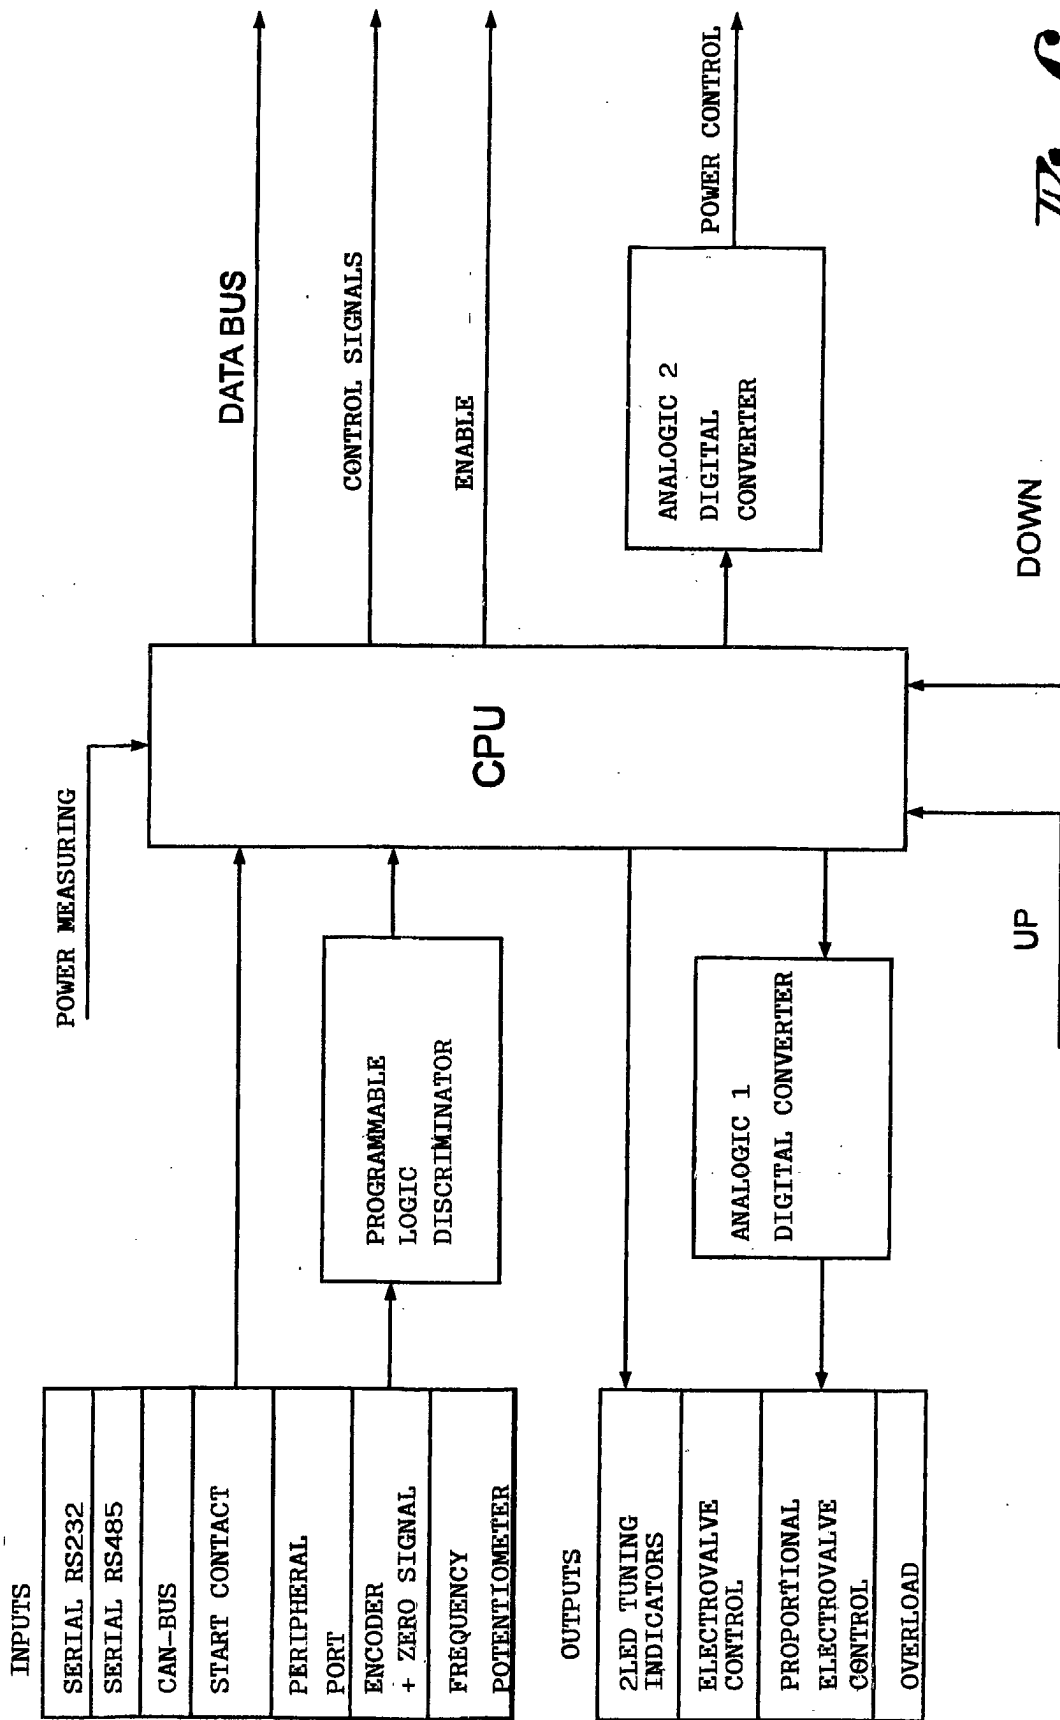 INPUTS
SERIAL RS232
SERIAL RS485
CAN-BUS
START CONTACT
PERIPHERAL
PORT
ENCODER
+ ZERO SIGNAL
FREQUENCY
POTENTIOMETER
OUTPUTS
2LED TUNING
INDICATORS
ELECTROVALVE
CONTROL
PROPORTIONAL
ELECTROVALVE
CONTROL
OVERLOAD
POWER MEASURING
PROGRAMMABLE
LOGIC
DISCRIMINATOR
ANALOGIC 1
DIGITAL CONVERTER
UP
CPU
DOWN
DATA BUS
CONTROL SIGNALS
ENABLE
ANALOGIC 2
DIGITAL
CONVERTER
POWER CONTROL